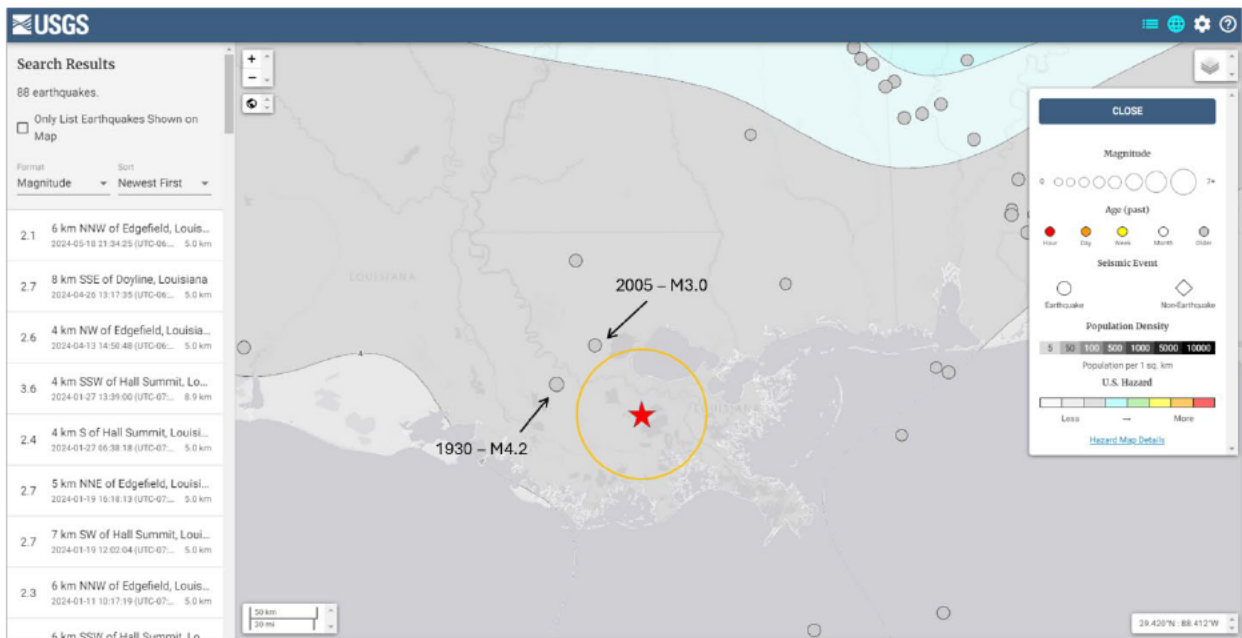 USGS
Search Results
88 earthquakes.
Only List Earthquakes Shown on
Map
Format
Sort
Magnitude
Newest First
2.1
6 km NNW of Edgefield, Louis...
2024-05-10 21:34:25 (UTC-06:... 5.0 km
2.7
8 km SSE of Doyline, Louisiana
2024-04-26 13:17:35 (UTC-06:... 5.0 km
2.6
4 km NW of Edgefield, Louisia...
2024-04-13 14:50:48 (UTC-06:... 5.0 km
3.6
4 km SSW of Hall Summit, Lo...
2024-01-27 13:39:00 (UTC-07:... 8.9 km
2.4
4 km S of Hall Summit, Louisi...
2024-01-27 06:38:18 (UTC-07:... 5.0 km
2.7
5 km NNE of Edgefield, Louisi...
2024-01-19 16:18:13 (UTC-07:... 5.0 km
2.7
7 km SW of Hall Summit, Loui...
2024-01-19 12:02:04 (UTC-07:... 5.0 km
2.3
6 km NNW of Edgefield, Louis...
2024-01-11 10:17:19 (UTC-07:... 5.0 km
6 km SSW of Hall Summit, Lo
+
−
LOUISIANA
4
2005 – M3.0
1930 – M4.2
LOUISIANA
50 km
30 mi
CLOSE
Magnitude
0
7+
Age (past)
Hour Day Week Month Older
Seismic Event
Earthquake
Non-Earthquake
Population Density
5 50 100 500 1000 5000 10000
Population per 1 sq. km
U.S. Hazard
Less → More
Hazard Map Details
29.420°N : 88.412°W